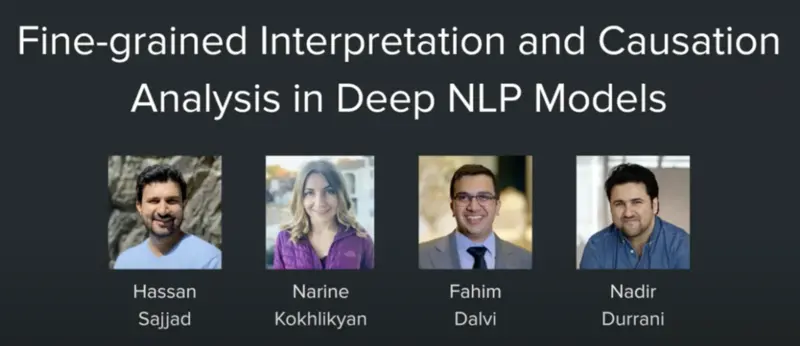 Fine-grained Interpretation and Causation
Analysis in Deep NLP Models
Hassan
Sajjad
Narine
Kokhlikyan
Fahim
Dalvi
Nadir
Durrani